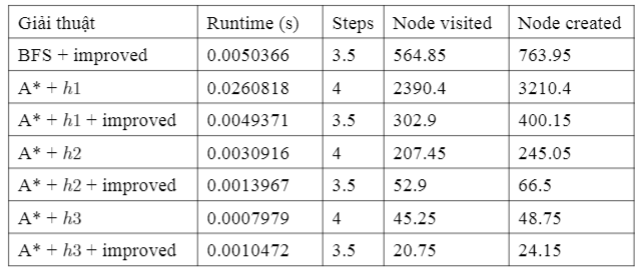 Giải thuật Runtime (s) Steps Node visited Node created
BFS + improved 0.0050366 3.5 564.85 763.95
A* + h1 0.0260818 4 2390.4 3210.4
A* + h1 + improved 0.0049371 3.5 302.9 400.15
A* + h2 0.0030916 4 207.45 245.05
A* + h2 + improved 0.0013967 3.5 52.9 66.5
A* + h3 0.0007979 4 45.25 48.75
A* + h3 + improved 0.0010472 3.5 20.75 24.15